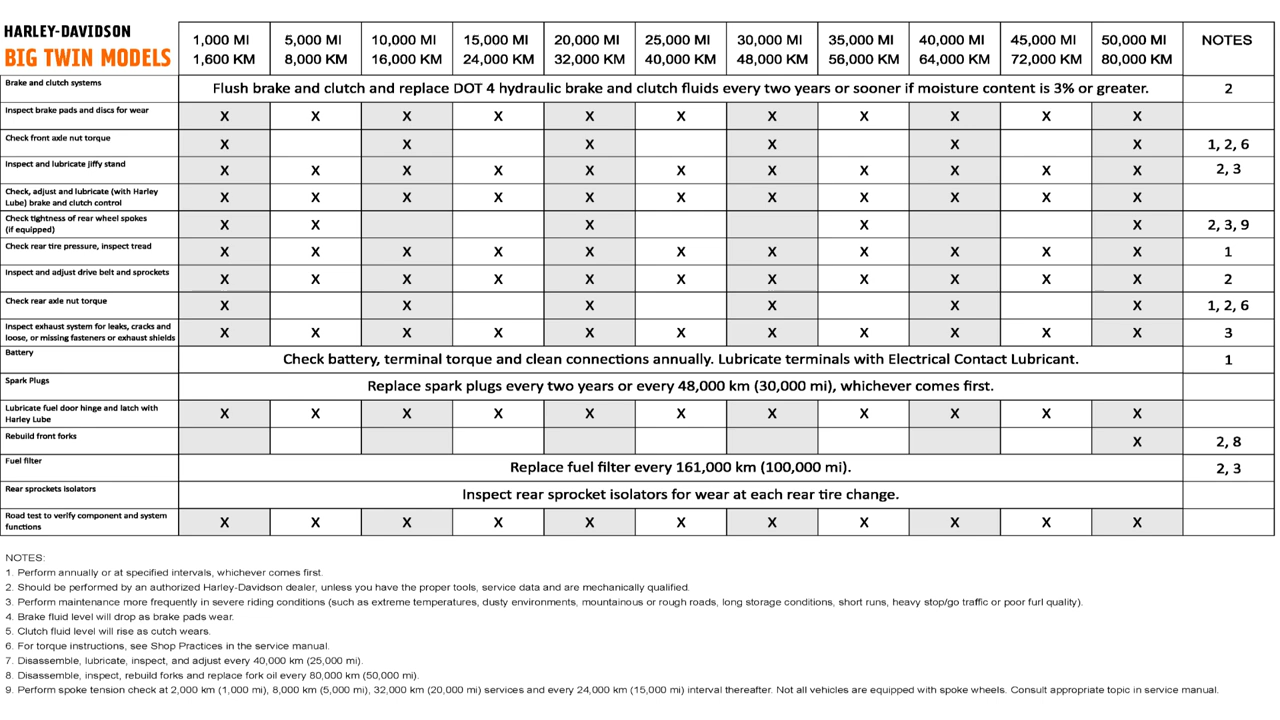 HARLEY-DAVIDSON
BIG TWIN MODELS
1,000 MI 5,000 MI 10,000 MI 15,000 MI 20,000 MI 25,000 MI 30,000 MI 35,000 MI 40,000 MI 45,000 MI 50,000 MI NOTES
1,600 KM 8,000 KM 16,000 KM 24,000 KM 32,000 KM 40,000 KM 48,000 KM 56,000 KM 64,000 KM 72,000 KM 80,000 KM
Brake and clutch systems Flush brake and clutch and replace DOT 4 hydraulic brake and clutch fluids every two years or sooner if moisture content is 3% or greater. 2
Inspect brake pads and discs for wear X X X X X X X X X X X
Check front axle nut torque X X X X X X 1, 2, 6
Inspect and lubricate jiffy stand X X X X X X X X X X X 2, 3
Check, adjust and lubricate (with Harley
Lube) brake and clutch control X X X X X X X X X X X
Check tightness of rear wheel spokes
(if equipped) X X X X X 2, 3, 9
Check rear tire pressure, inspect tread X X X X X X X X X X X 1
Inspect and adjust drive belt and sprockets X X X X X X X X X X X 2
Check rear axle nut torque X X X X X X 1, 2, 6
Inspect exhaust system for leaks, cracks and
loose, or missing fasteners or exhaust shields X X X X X X X X X X X 3
Battery Check battery, terminal torque and clean connections annually. Lubricate terminals with Electrical Contact Lubricant. 1
Spark Plugs Replace spark plugs every two years or every 48,000 km (30,000 mi), whichever comes first.
Lubricate fuel door hinge and latch with
Harley Lube X X X X X X X X X X X
Rebuild front forks X 2, 8
Fuel filter Replace fuel filter every 161,000 km (100,000 mi). 2, 3
Rear sprockets isolators Inspect rear sprocket isolators for wear at each rear tire change.
Road test to verify component and system
functions X X X X X X X X X X X
NOTES:
1. Perform annually or at specified intervals, whichever comes first.
2. Should be performed by an authorized Harley-Davidson dealer, unless you have the proper tools, service data and are mechanically qualified.
3. Perform maintenance more frequently in severe riding conditions (such as extreme temperatures, dusty environments, mountainous or rough roads, long storage conditions, short runs, heavy stop/go traffic or poor furl quality).
4. Brake fluid level will drop as brake pads wear.
5. Clutch fluid level will rise as cutch wears.
6. For torque instructions, see Shop Practices in the service manual.
7. Disassemble, lubricate, inspect, and adjust every 40,000 km (25,000 mi).
8. Disassemble, inspect, rebuild forks and replace fork oil every 80,000 km (50,000 mi).
9. Perform spoke tension check at 2,000 km (1,000 mi), 8,000 km (5,000 mi), 32,000 km (20,000 mi) services and every 24,000 km (15,000 mi) interval thereafter. Not all vehicles are equipped with spoke wheels. Consult appropriate topic in service manual.